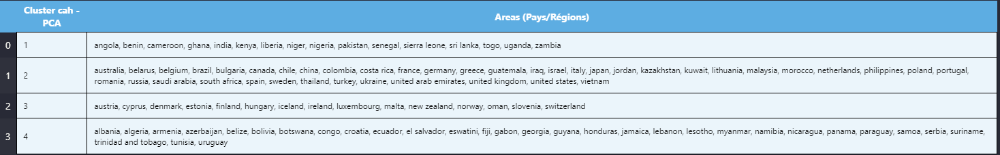 Cluster cah -
PCA
Areas (Pays/Régions)
0 1 angola, benin, cameroon, ghana, india, kenya, liberia, niger, nigeria, pakistan, senegal, sierra leone, sri lanka, togo, uganda, zambia
1 2 australia, belarus, belgium, brazil, bulgaria, canada, chile, china, colombia, costa rica, france, germany, greece, guatemala, iraq, israel, italy, japan, jordan, kazakhstan, kuwait, lithuania, malaysia, morocco, netherlands, philippines, poland, portugal,
romania, russia, saudi arabia, south africa, spain, sweden, thailand, turkey, ukraine, united arab emirates, united kingdom, united states, vietnam
2 3 austria, cyprus, denmark, estonia, finland, hungary, iceland, ireland, luxembourg, malta, new zealand, norway, oman, slovenia, switzerland
3 4 albania, algeria, armenia, azerbaijan, belize, bolivia, botswana, congo, croatia, ecuador, el salvador, eswatini, fiji, gabon, georgia, guyana, honduras, jamaica, lebanon, lesotho, myanmar, namibia, nicaragua, panama, paraguay, samoa, serbia, suriname,
trinidad and tobago, tunisia, uruguay